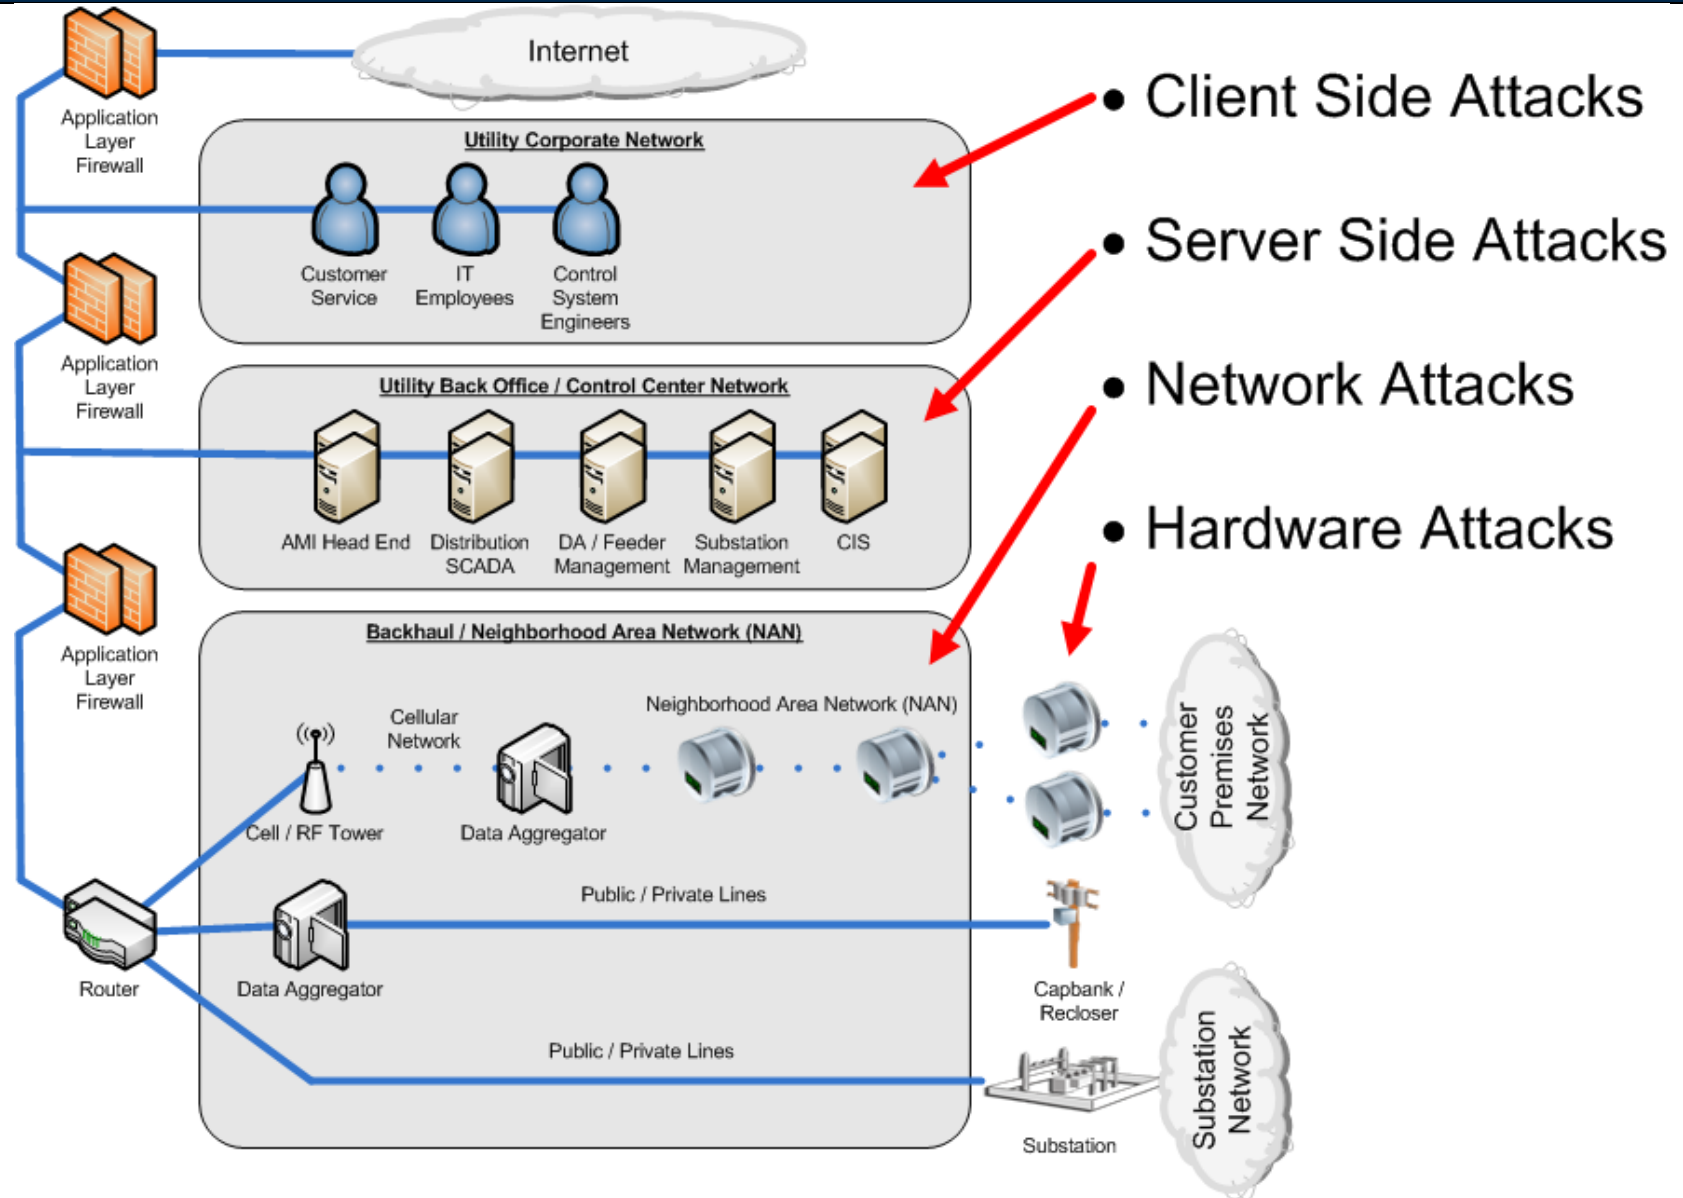 Internet
Application
Layer
Firewall
• Client Side Attacks
Utility Corporate Network
Customer
Service
IT
Employees
Control
System
Engineers
• Server Side Attacks
Application
Layer
Firewall
Utility Back Office / Control Center Network
• Network Attacks
AMI Head End
Distribution
SCADA
DA / Feeder
Management
Substation
Management
CIS
• Hardware Attacks
Application
Layer
Firewall
Backhaul / Neighborhood Area Network (NAN)
Cellular
Network
Neighborhood Area Network (NAN)
Cell / RF Tower
Data Aggregator
Customer
Premises
Network
Public / Private Lines
Router
Data Aggregator
Capbank /
Recloser
Public / Private Lines
Substation
Substation
Network